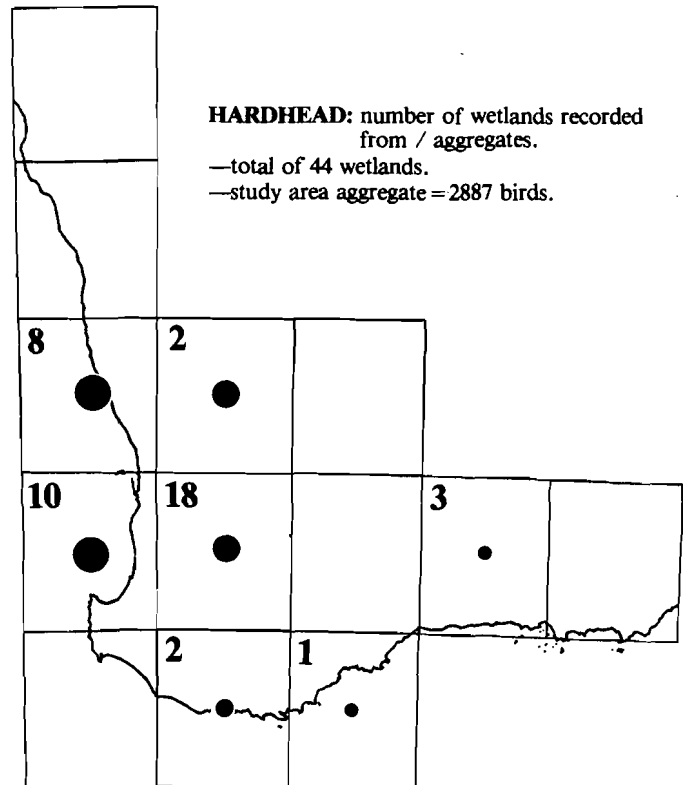 HARDHEAD: number of wetlands recorded
from / aggregates.
—total of 44 wetlands.
—study area aggregate = 2887 birds.
8 2
10 18 3
2 1